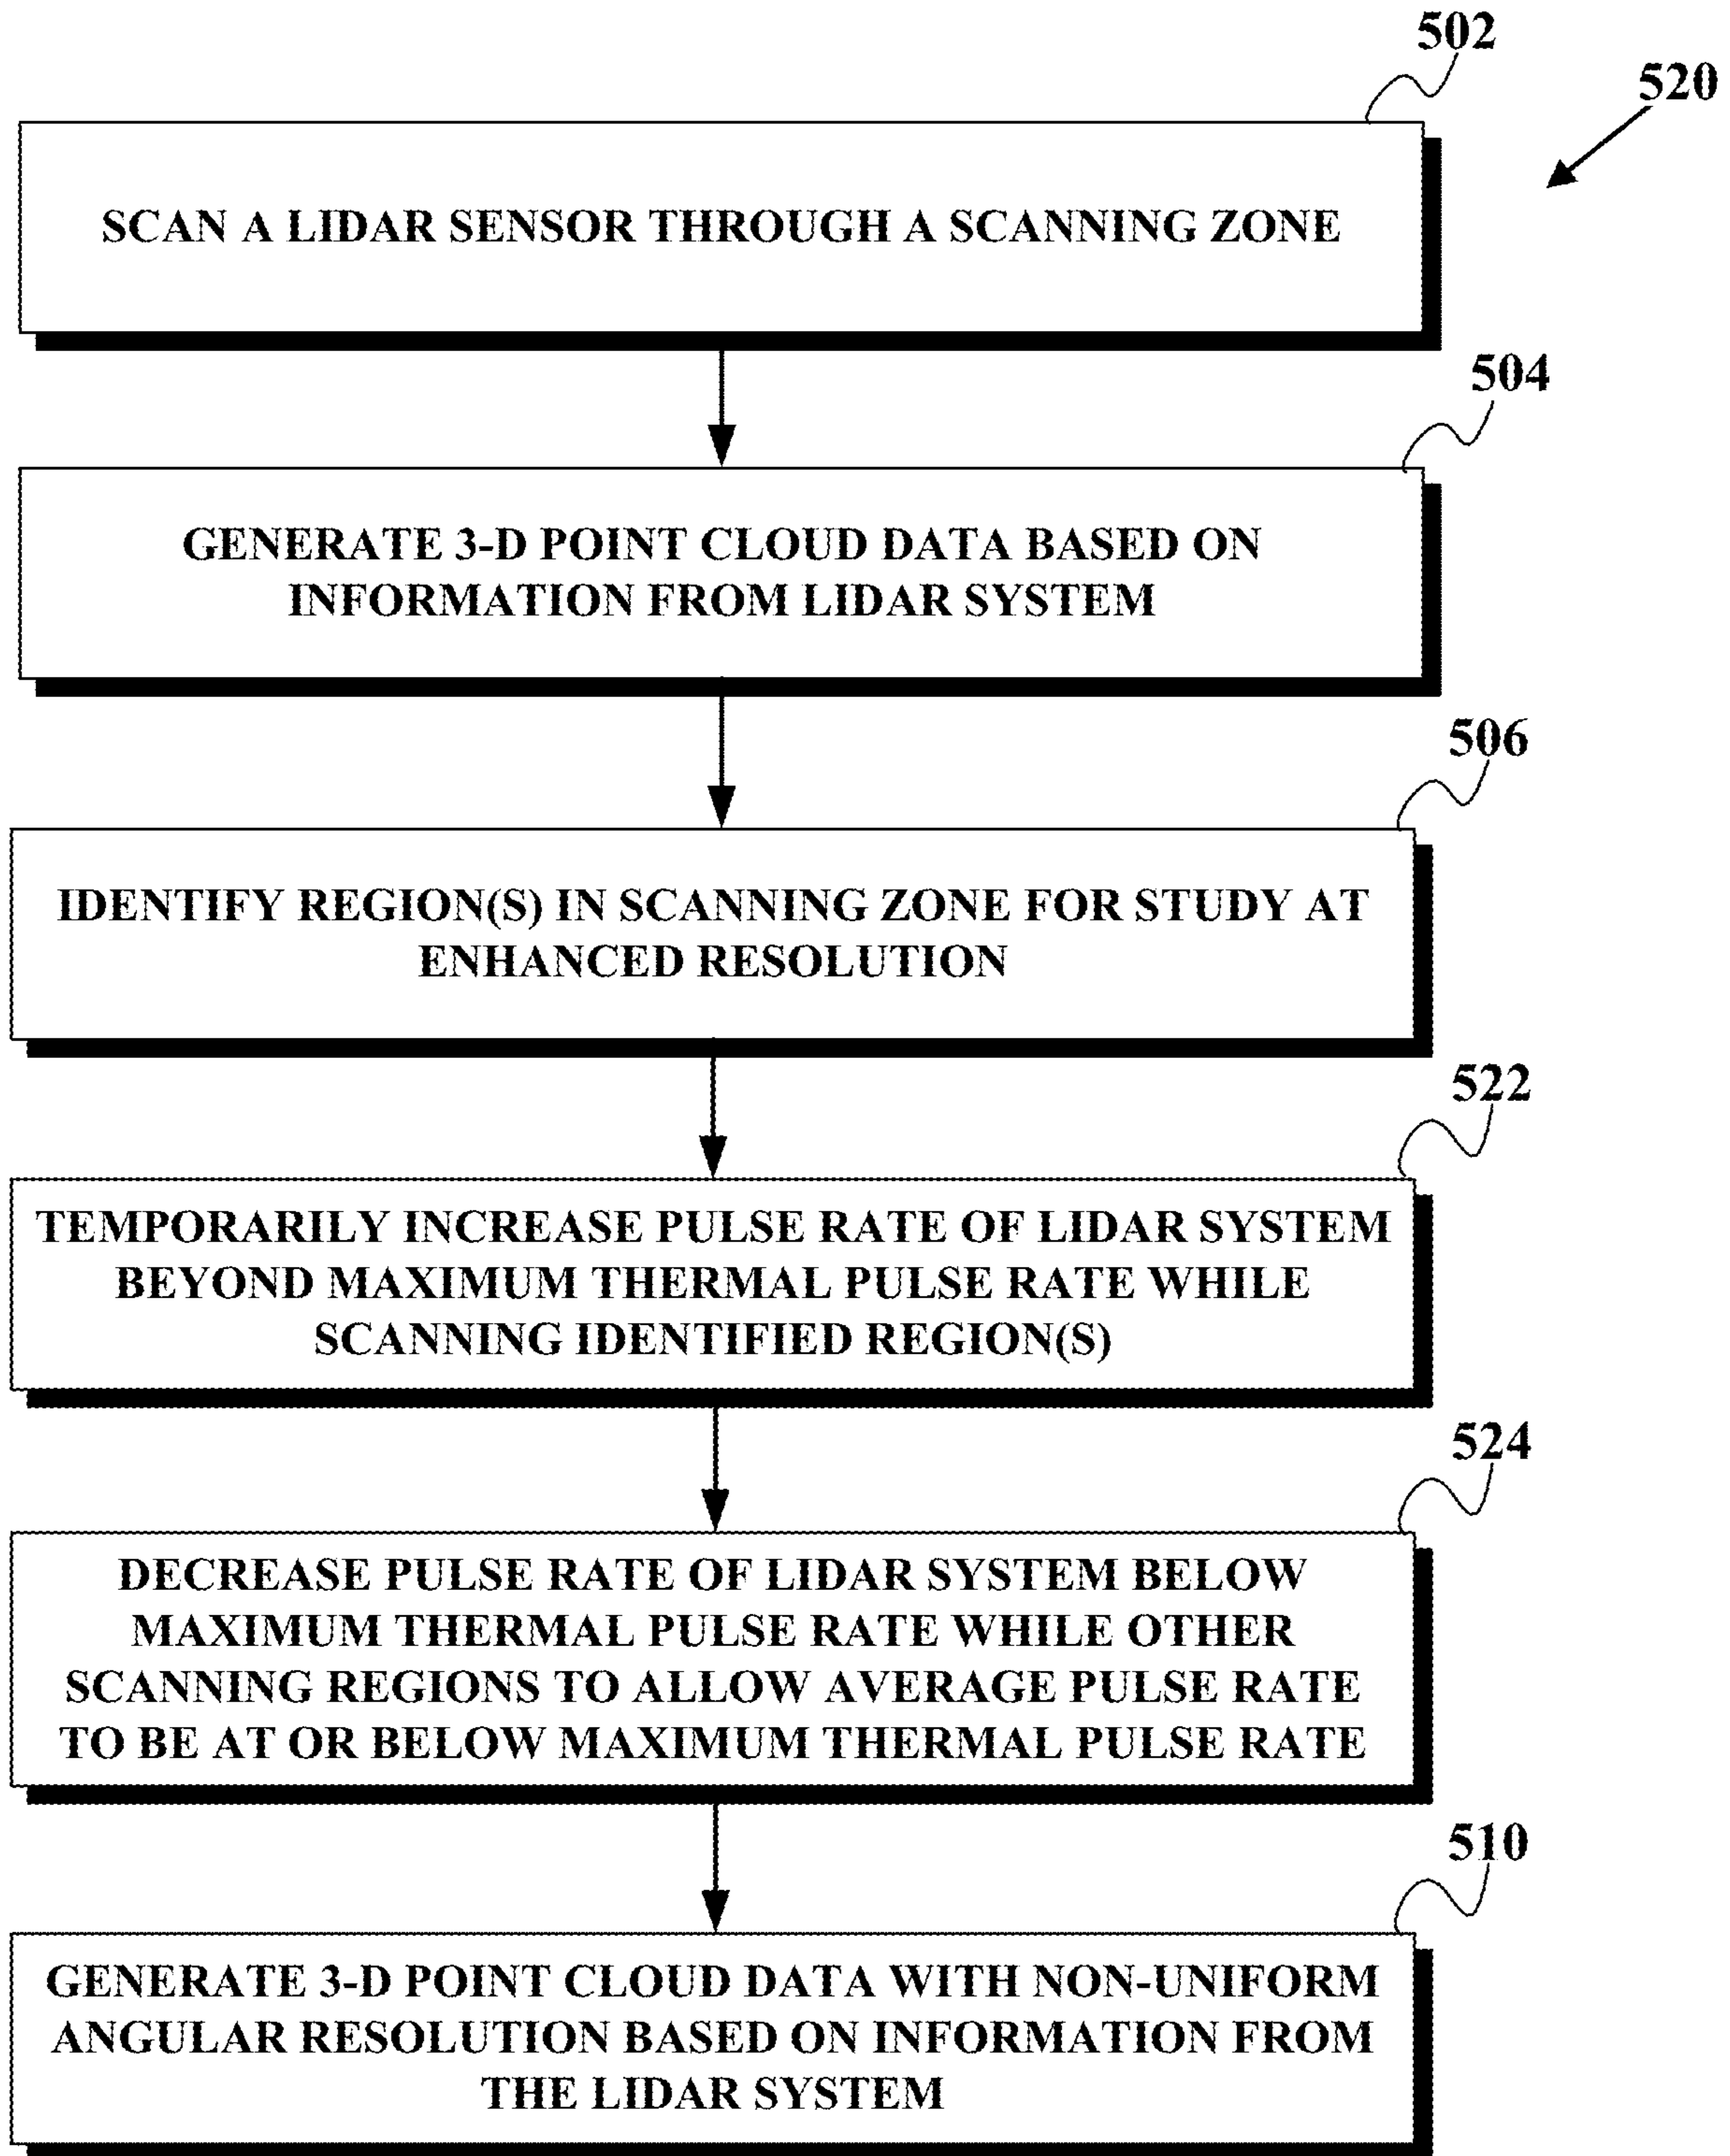 502
520
SCAN A LIDAR SENSOR THROUGH A SCANNING ZONE
504
GENERATE 3-D POINT CLOUD DATA BASED ON
INFORMATION FROM LIDAR SYSTEM
506
IDENTIFY REGION(S) IN SCANNING ZONE FOR STUDY AT
ENHANCED RESOLUTION
522
TEMPORARILY INCREASE PULSE RATE OF LIDAR SYSTEM
BEYOND MAXIMUM THERMAL PULSE RATE WHILE
SCANNING IDENTIFIED REGION(S)
524
DECREASE PULSE RATE OF LIDAR SYSTEM BELOW
MAXIMUM THERMAL PULSE RATE WHILE OTHER
SCANNING REGIONS TO ALLOW AVERAGE PULSE RATE
TO BE AT OR BELOW MAXIMUM THERMAL PULSE RATE
510
GENERATE 3-D POINT CLOUD DATA WITH NON-UNIFORM
ANGULAR RESOLUTION BASED ON INFORMATION FROM
THE LIDAR SYSTEM